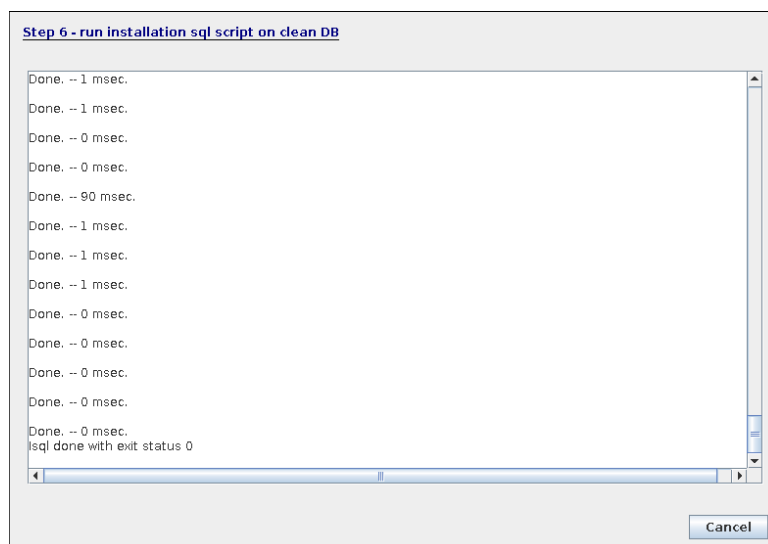 Step 6 - run installation sql script on clean DB
Done. -- 1 msec.
Done. -- 1 msec.
Done. -- 0 msec.
Done. -- 0 msec.
Done. -- 90 msec.
Done. -- 1 msec.
Done. -- 1 msec.
Done. -- 1 msec.
Done. -- 0 msec.
Done. -- 0 msec.
Done. -- 0 msec.
Done. -- 0 msec.
Done. -- 0 msec.
Isql done with exit status 0
Cancel